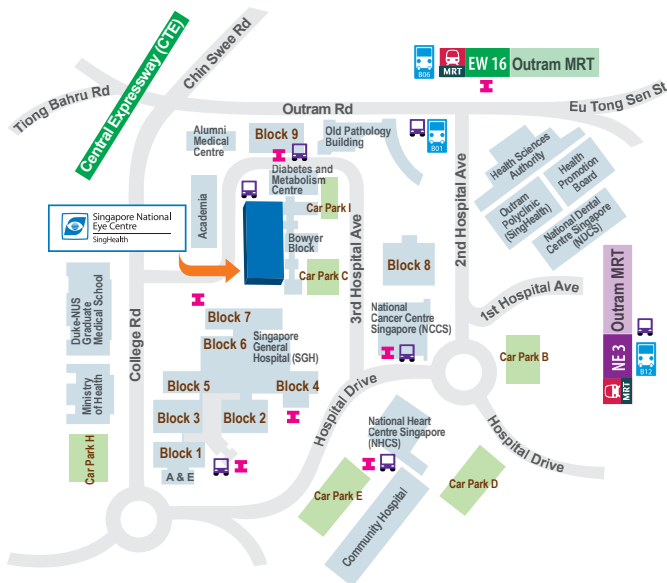 Central Expressway (CTE)
Chin Swee Rd
Tiong Bahru Rd
B06
MRT
EW 16
Outram MRT
Outram Rd
Eu Tong Sen St
Alumni
Medical
Centre
Block 9
Old Pathology
Building
B01
2nd Hospital Ave
Health Sciences
Authority
Health
Promotion
Board
Outram
Polyclinic
(SingHealth)
National Dental
Centre Singapore
(NDCS)
Diabetes and
Metabolism
Centre
Academia
Car Park I
Bowyer
Block
Car Park C
3rd Hospital Ave
Block 8
Singapore National
Eye Centre
SingHealth
Duke-NUS
Graduate
Medical School
College Rd
Block 7
Block 6
Singapore
General
Hospital (SGH)
National
Cancer Centre
Singapore (NCCS)
1st Hospital Ave
Outram MRT
NE 3
MRT
B12
Car Park B
Ministry
of Health
Block 5
Block 4
Block 3
Block 2
Hospital Drive
Car Park H
Block 1
A & E
National Heart
Centre Singapore
(NHCS)
Hospital Drive
Car Park E
Community Hospital
Car Park D